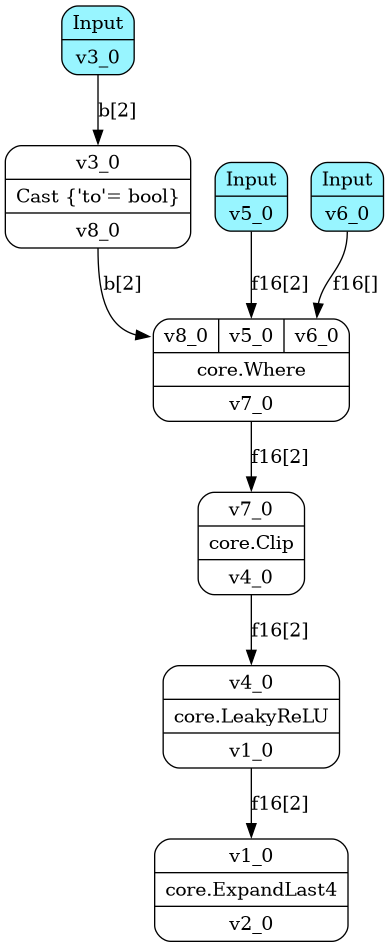 Input
v3_0
b[2]
v3_0
Cast {'to'= bool}
v8_0
Input
v5_0
Input
v6_0
b[2]
f16[2]
f16[]
v8_0 v5_0 v6_0
core.Where
v7_0
f16[2]
v7_0
core.Clip
v4_0
f16[2]
v4_0
core.LeakyReLU
v1_0
f16[2]
v1_0
core.ExpandLast4
v2_0